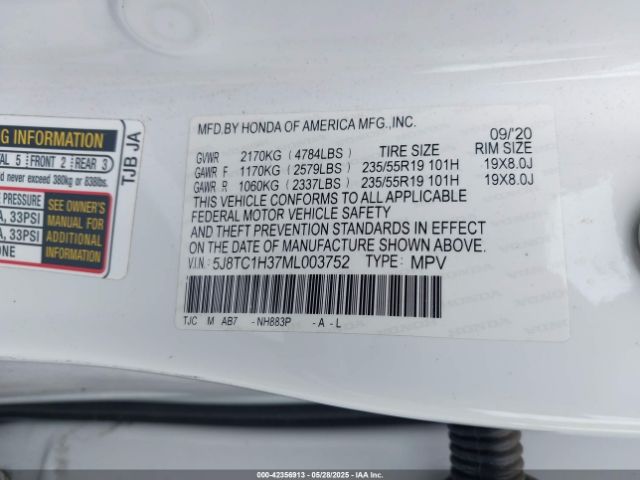 NG INFORMATION
TAL 5 FRONT 2 REAR 3
ld never exceed 380kg or 838lbs.
PRESSURE
A, 33PSI
A, 33PSI
ONE
SEE OWNER'S
MANUAL FOR
ADDITIONAL
INFORMATION
TJB JA
MFD.BY HONDA OF AMERICA MFG.,INC.
09/'20
GVWR 2170KG (4784LBS) TIRE SIZE RIM SIZE
GAWR F 1170KG (2579LBS) 235/55R19 101H 19X8.0J
GAWR R 1060KG (2337LBS) 235/55R19 101H 19X8.0J
THIS VEHICLE CONFORMS TO ALL APPLICABLE
FEDERAL MOTOR VEHICLE SAFETY
AND THEFT PREVENTION STANDARDS IN EFFECT
ON THE DATE OF MANUFACTURE SHOWN ABOVE.
V.I.N.: 5J8TC1H37ML003752 TYPE: MPV
TJC M AB7 -NH883P -A-L
000-42356913 - 05/28/2025 - IAA Inc.